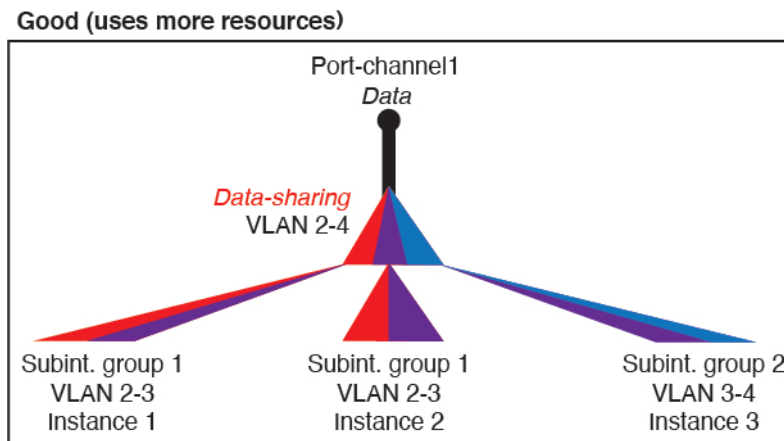 Good (uses more resources)
Port-channel1
Data
Data-sharing
VLAN 2-4
Subint. group 1
VLAN 2-3
Instance 1
Subint. group 1
VLAN 2-3
Instance 2
Subint. group 2
VLAN 3-4
Instance 3